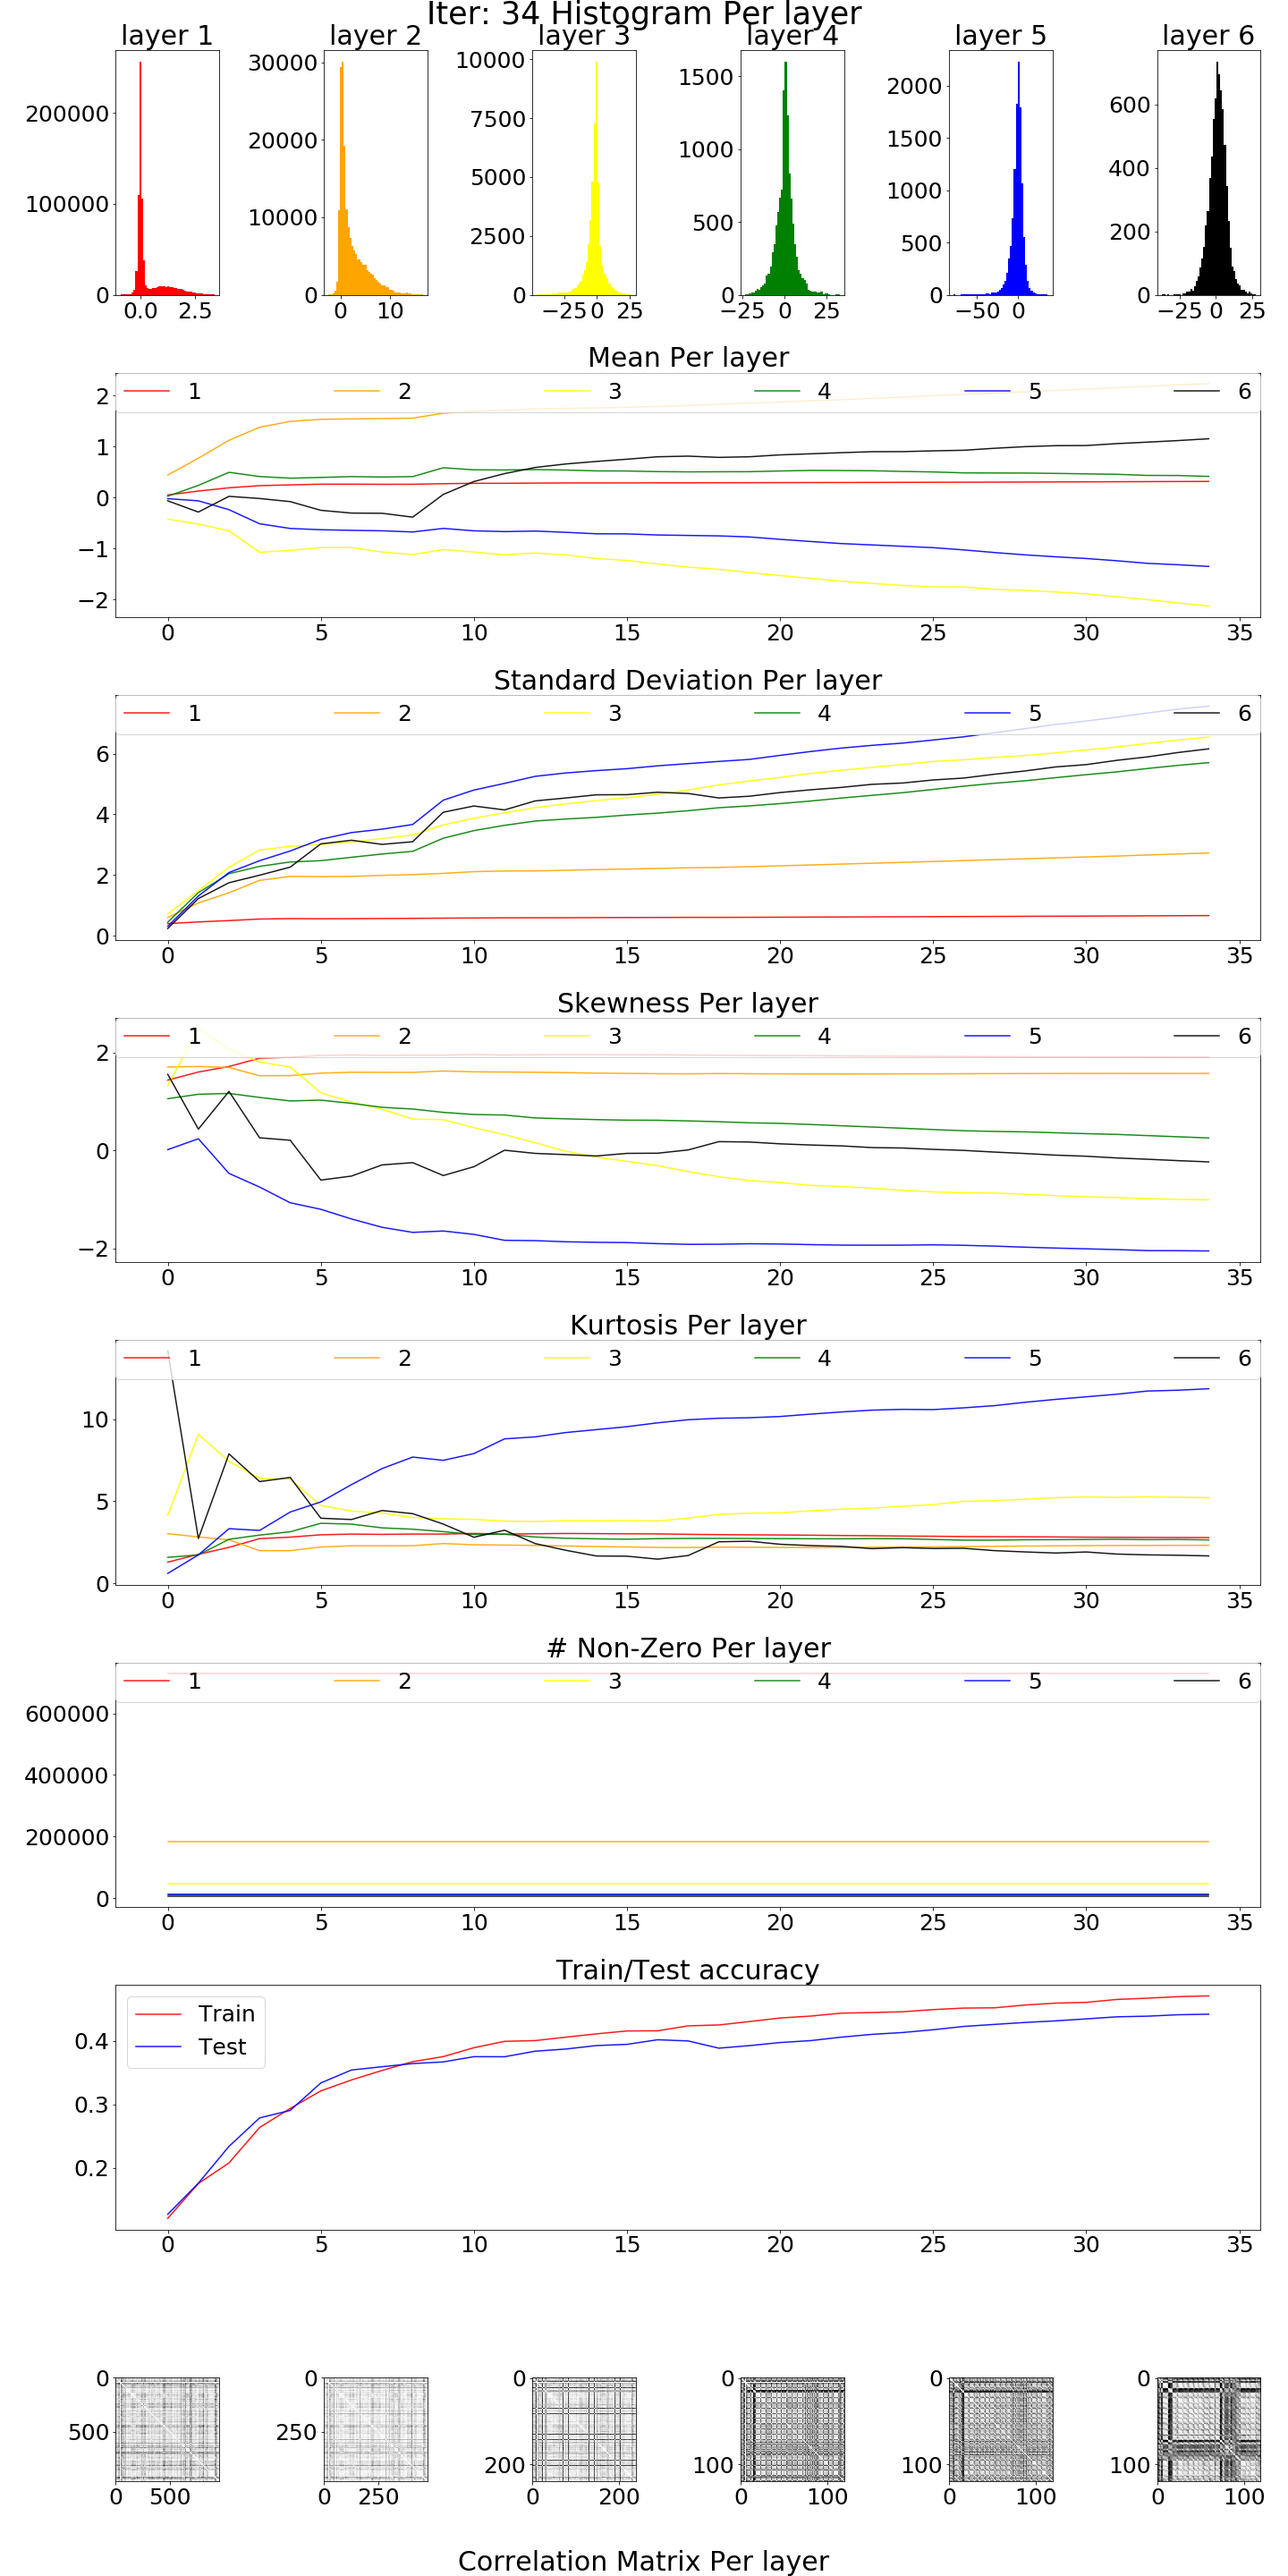 Iter: 34 Histogram Per layer
layer 1 layer 2 layer 3 layer 4 layer 5 layer 6
200000 100000 0 0.0 2.5
30000 20000 10000 0 0 10
10000 7500 5000 2500 0 −25 0 25
1500 1000 500 0 −25 0 25
2000 1500 1000 500 0 −50 0
600 400 200 0 −25 0 25
Mean Per layer
1 2 3 4 5 6
2
1
0
−1
−2
0 5 10 15 20 25 30 35
Standard Deviation Per layer
1 2 3 4 5 6
6
4
2
0
0 5 10 15 20 25 30 35
Skewness Per layer
1 2 3 4 5 6
2
0
−2
0 5 10 15 20 25 30 35
Kurtosis Per layer
1 2 3 4 5 6
10
5
0
0 5 10 15 20 25 30 35
# Non-Zero Per layer
1 2 3 4 5 6
600000
400000
200000
0
0 5 10 15 20 25 30 35
Train/Test accuracy
Train
Test
0.4
0.3
0.2
0 5 10 15 20 25 30 35
0 500 0 500
0 250 0 250
0 200 0 200
0 100 0 100
0 100 0 100
0 100 0 100
Correlation Matrix Per layer